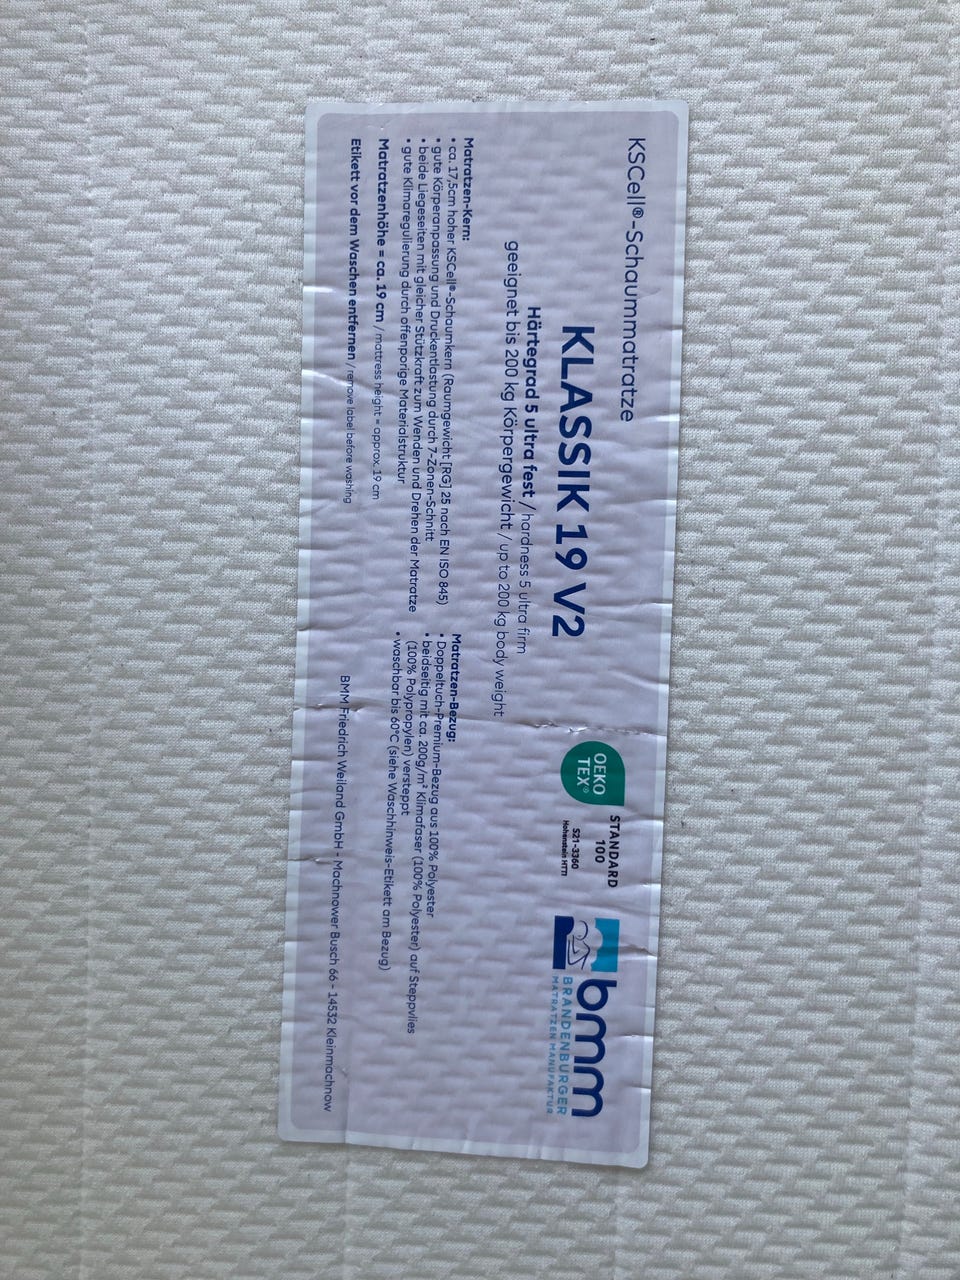 KSCell®-Schaummatratze
KLASSIK 19 V2
Härtegrad 5 ultra fest / hardness 5 ultra firm
geeignet bis 200 kg Körpergewicht / up to 200 kg body weight
OEKO
TEX®
STANDARD
100
S21-3360
Hohenstein HTTI
bmm
BRANDENBURGER
MATRATZEN MANUFAKTUR
Matratzen-Kern:
• ca. 17,5cm hoher KSCell®-Schaumkern (Raumgewicht [RG] 25 nach EN ISO 845)
• gute Körperanpassung und Druckentlastung durch 7-Zonen-Schnitt
• beide Liegeseiten mit gleicher Stützkraft zum Wenden und Drehen der Matratze
• gute Klimaregulierung durch offenporige Materialstruktur
Matratzenhöhe = ca. 19 cm / mattress height = approx. 19 cm
Etikett vor dem Waschen entfernen / remove label before washing
Matratzen-Bezug:
• Doppeltuch-Premium-Bezug aus 100% Polyester
• beidseitig mit ca. 200g/m² Klimafaser (100% Polyester) auf Steppvlies
(100% Polypropylen) versteppt
• waschbar bis 60°C (siehe Waschhinweis-Etikett am Bezug)
BMM Friedrich Weiland GmbH - Machnower Busch 66 - 14532 Kleinmachnow